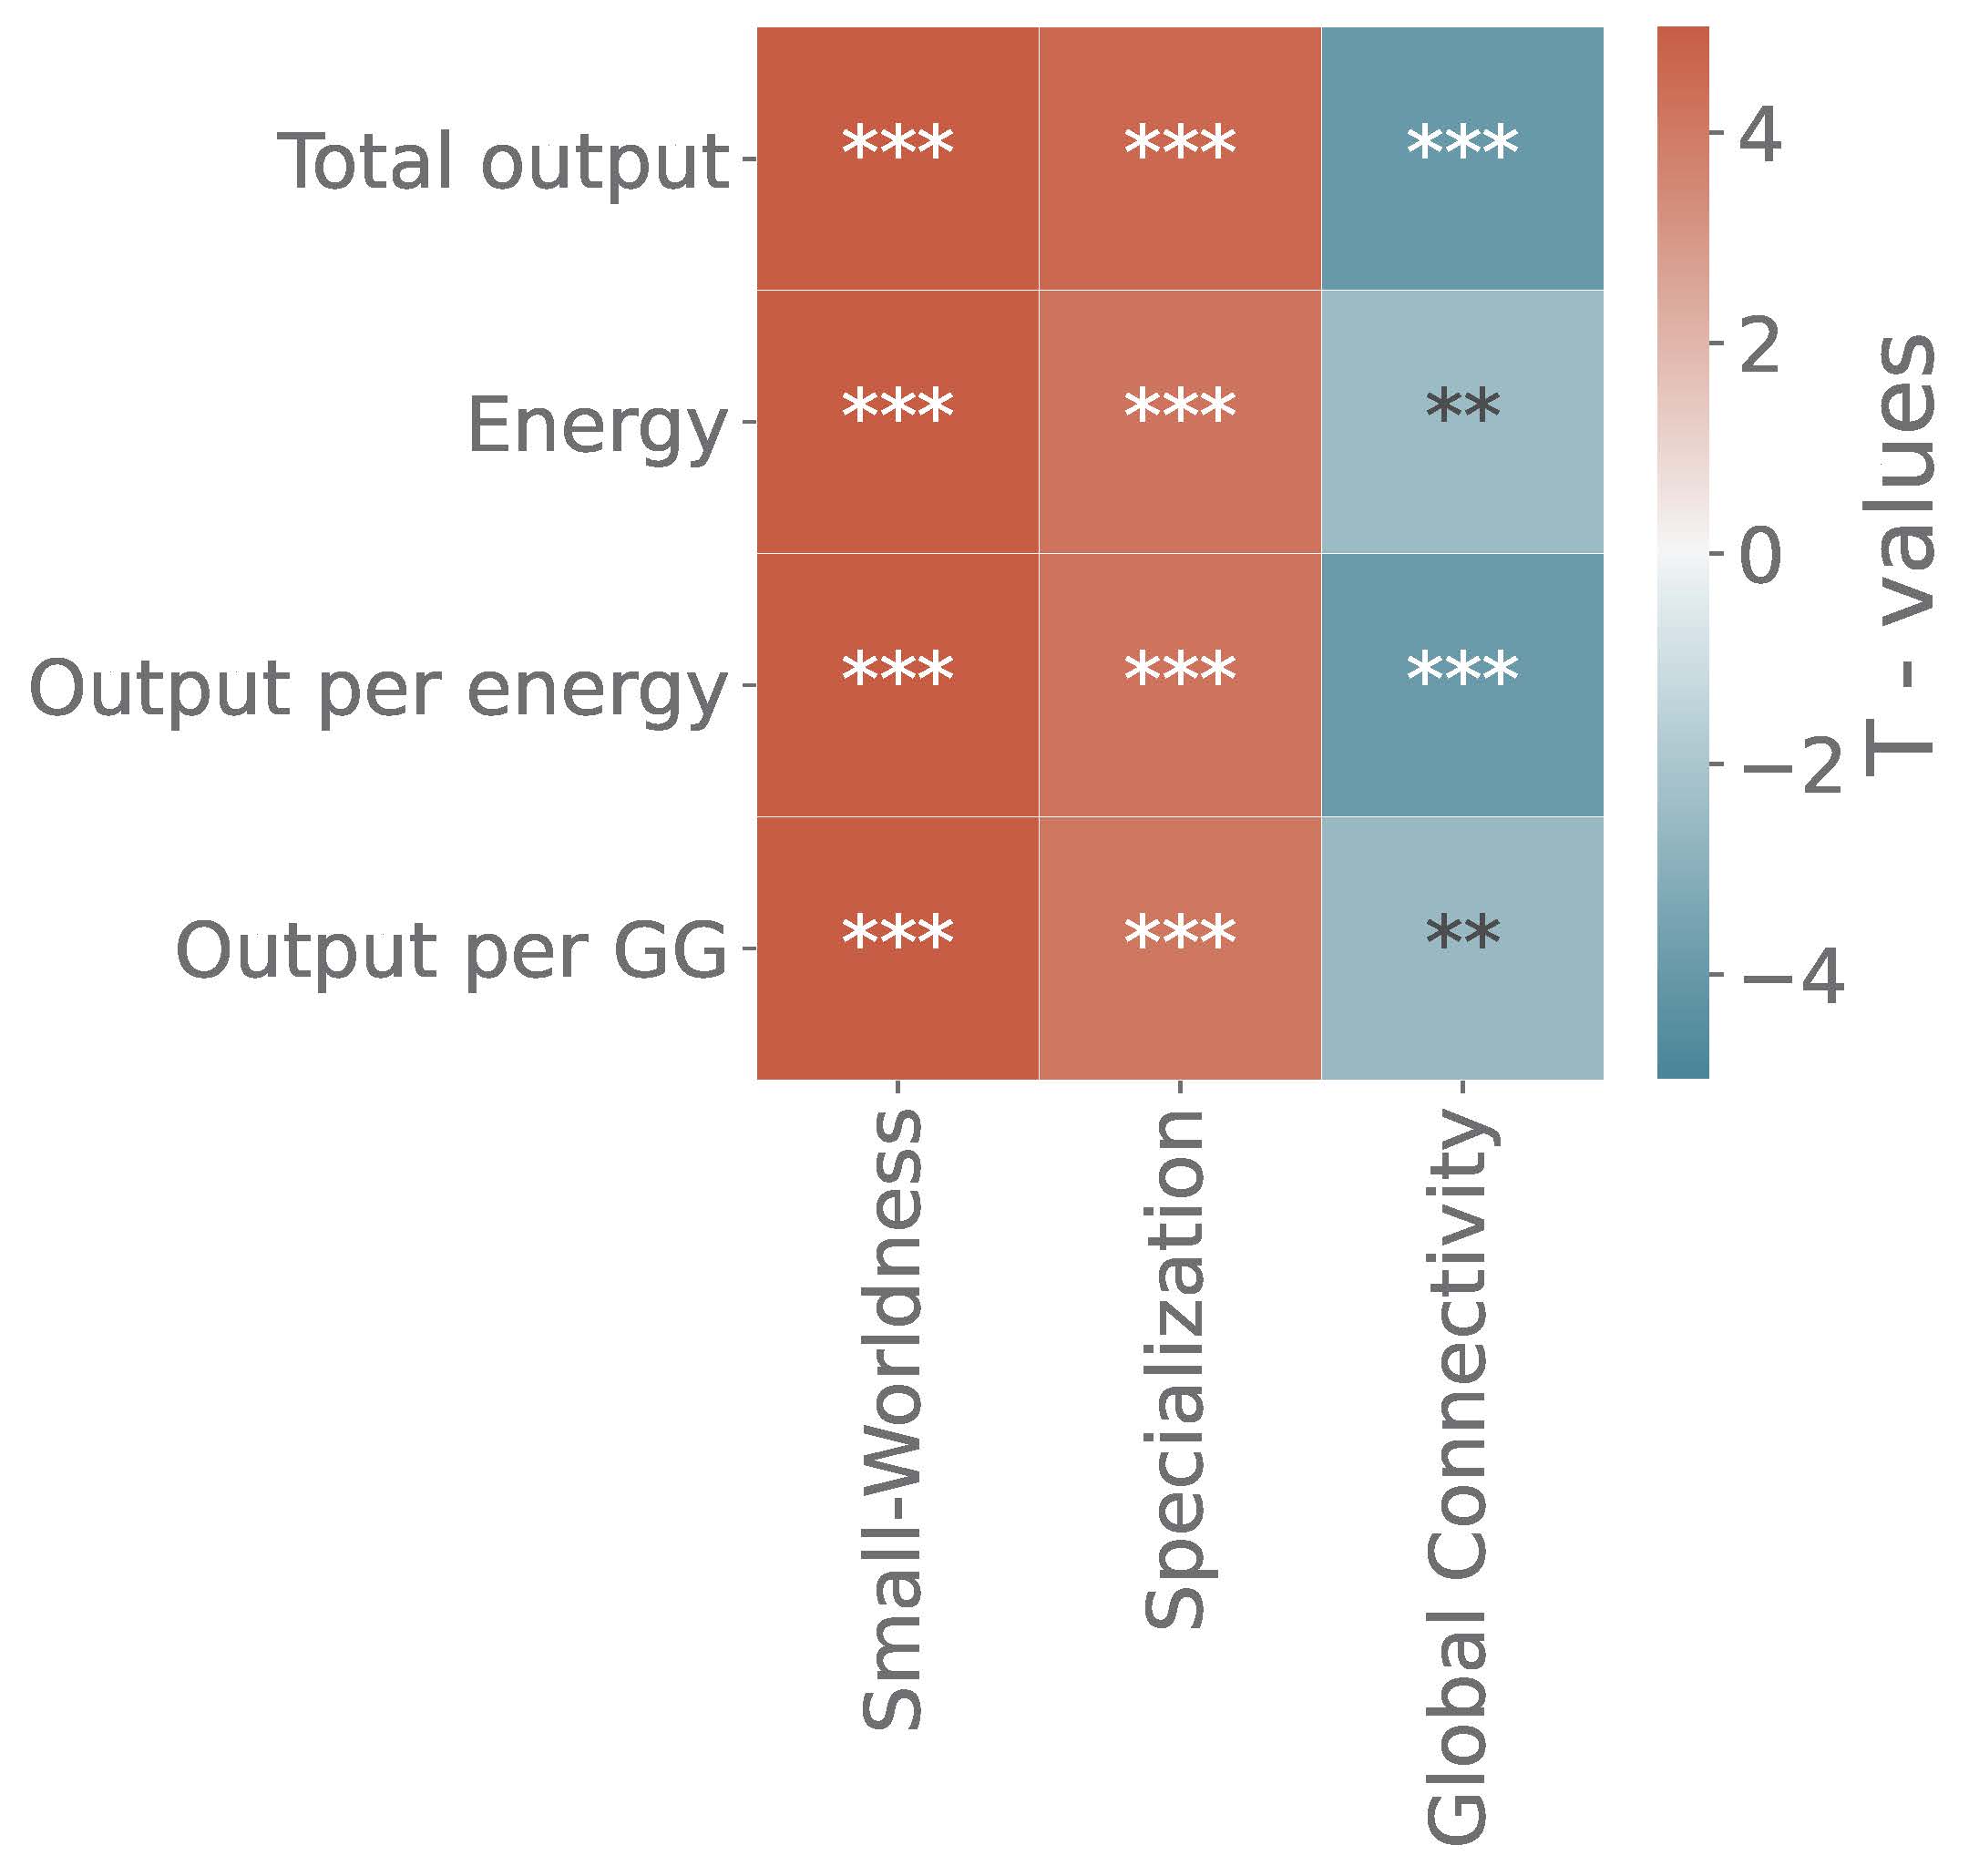 Total output
*** *** ***
Energy
*** *** **
Output per energy
*** *** ***
Output per GG
*** *** **
Small-Worldness
Specialization
Global Connectivity
4
2
0
−2
−4
T - values